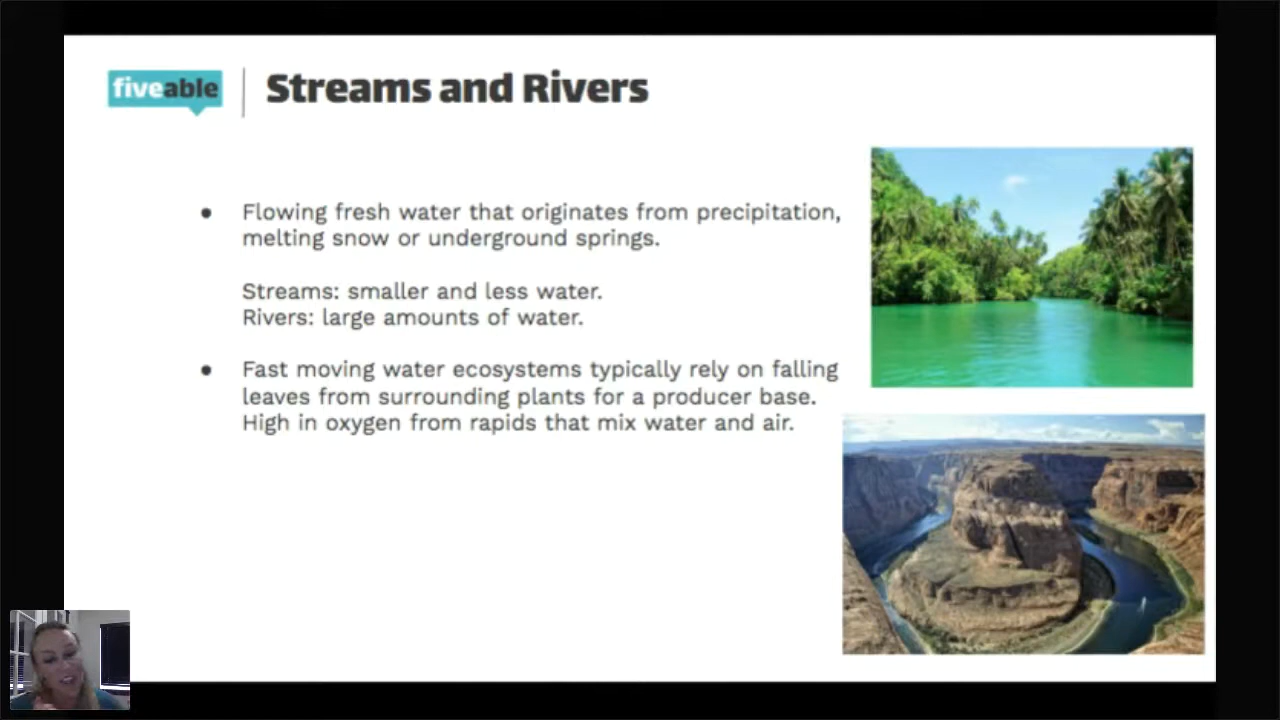 fiveable
Streams and Rivers
● Flowing fresh water that originates from precipitation,
melting snow or underground springs.
Streams: smaller and less water.
Rivers: large amounts of water.
● Fast moving water ecosystems typically rely on falling
leaves from surrounding plants for a producer base.
High in oxygen from rapids that mix water and air.